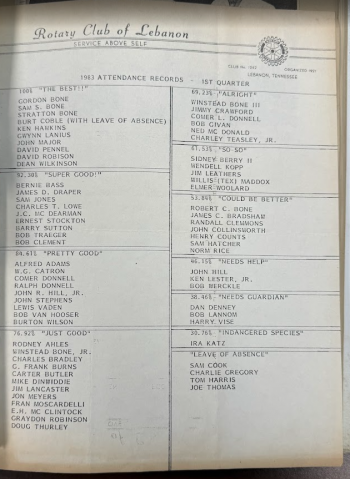 Rotary Club of Lebanon
SERVICE ABOVE SELF
ORGANIZED
LEBANON, TENNESSEE
1983 ATTENDANCE RECORDS - 1ST QUARTER
100% "THE BEST!!"
GORDON BONE
SAM S. BONE
STRATTON BONE
BURT COBLE (WITH LEAVE OF ABSENCE)
KEN HARKINS
GWYNN LANIUS
JOHN MAJOR
DAVID PENNEL
DAVID ROBISON
DEAN WILKINSON
92.30% "SUPER GOOD!"
BERNIE BASS
JAMES D. DRAPER
SAM JONES
CHARLES T. LOWE
J.C. MC DEARMAN
ERNEST STOCKTON
BARRY SUTTON
BOB TRAEGER
BOB CLEMENT
84.61% "PRETTY GOOD"
ALFRED ADAMS
W.G. CATRON
COMER DONNELL
RALPH DONNELL
JOHN R. HILL, JR.
JOHN STEPHENS
LEWIS VADEN
BOB VAN HOOSER
BURTON WILSON
76.92% "JUST GOOD"
RODNEY AHLES
WINSTEAD BONE, JR.
CHARLES BRADLEY
G. FRANK BURNS
CARTER BUTLER
MIKE DINWIDDIE
JIM LANCASTER
JON MEYERS
FRAN MOSCARDELLI
E.H. MC CLINTOCK
GRAYDON ROBINSON
DOUG THURLEY
69.23% "ALRIGHT"
WINSTEAD BONE III
JIMMY CRAWFORD
COMER L. DONNELL
BOB GIVAN
NED MC DONALD
CHARLEY TEASLEY, JR.
61.53% "SO SO"
SIDNEY BERRY II
WENDELL KOPP
JIM LEATHERS
WILLIS (TEX) MADDOX
ELMER WOOLARD
53.84% "COULD BE BETTER"
ROBERT C. BONE
JAMES C. BRADSHAW
RANDALL CLEMMONS
JOHN COLLINSWORTH
HENRY COUNTS
SAM HATCHER
NORM RICE
46.15% "NEEDS HELP"
JOHN HILL
KEN LESTER, JR.
BOB MERCKLE
38.46% "NEEDS GUARDIAN"
DAN DENNEY
BOB LANNOM
HARRY VISE
30.76% "INDANGERED SPECIES"
IRA KATZ
"LEAVE OF ABSENCE"
SAM COOK
CHARLIE GREGORY
TOM HARRIS
JOE THOMAS